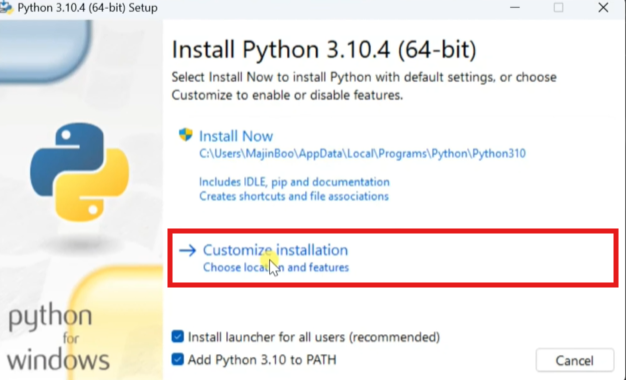 Python 3.10.4 (64-bit) Setup
Install Python 3.10.4 (64-bit)
Select Install Now to install Python with default settings, or choose
Customize to enable or disable features.
Install Now
C:\Users\MajinBoo\AppData\Local\Programs\Python\Python310
Includes IDLE, pip and documentation
Creates shortcuts and file associations
Customize installation
Choose location and features
python
for
windows
Install launcher for all users (recommended)
Add Python 3.10 to PATH
Cancel